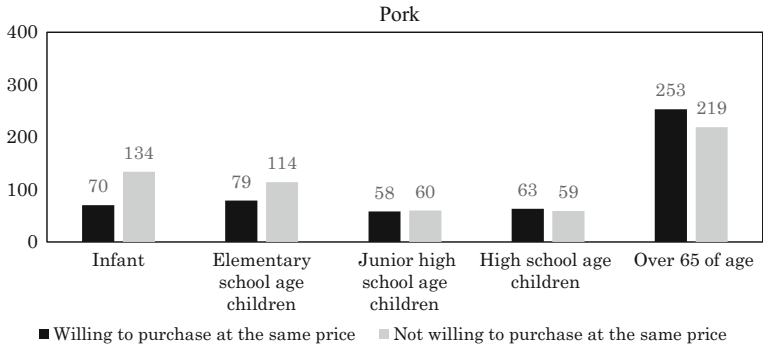 Pork
400
300
200
100
0
70
134
79
114
58
60
63
59
253
219
Infant
Elementary
school age
children
Junior high
school age
children
High school age
children
Over 65 of age
Willing to purchase at the same price
Not willing to purchase at the same price